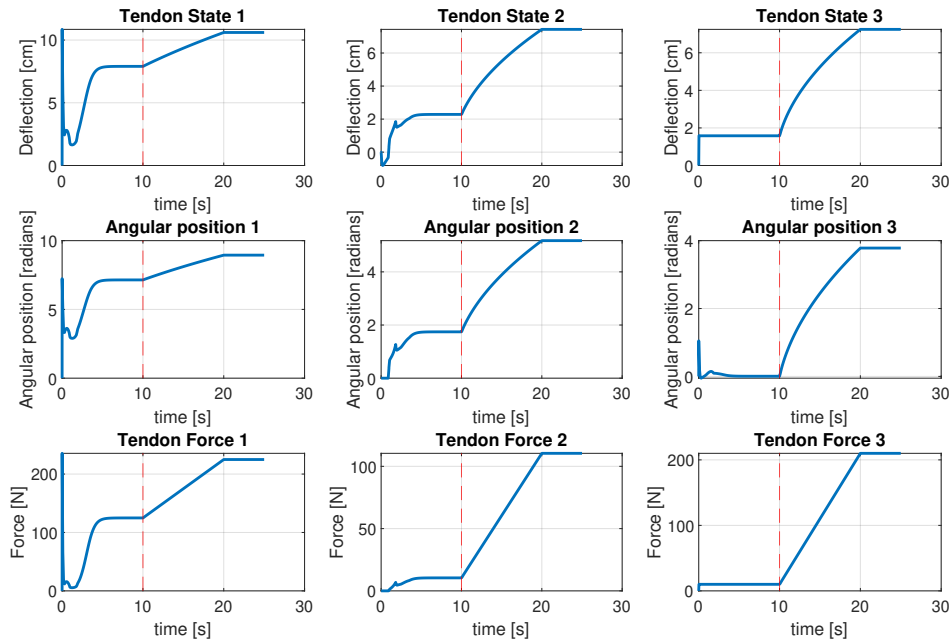 Tendon State 1
Deflection [cm]
10
5
0
0 10 20 30
time [s]
Tendon State 2
Deflection [cm]
6
4
2
0
0 10 20 30
time [s]
Tendon State 3
Deflection [cm]
6
4
2
0
0 10 20 30
time [s]
Angular position 1
Angular position [radians]
10
5
0
0 10 20 30
time [s]
Angular position 2
Angular position [radians]
4
2
0
0 10 20 30
time [s]
Angular position 3
Angular position [radians]
4
2
0
0 10 20 30
time [s]
Tendon Force 1
Force [N]
200
100
0
0 10 20 30
time [s]
Tendon Force 2
Force [N]
100
50
0
0 10 20 30
time [s]
Tendon Force 3
Force [N]
200
100
0
0 10 20 30
time [s]